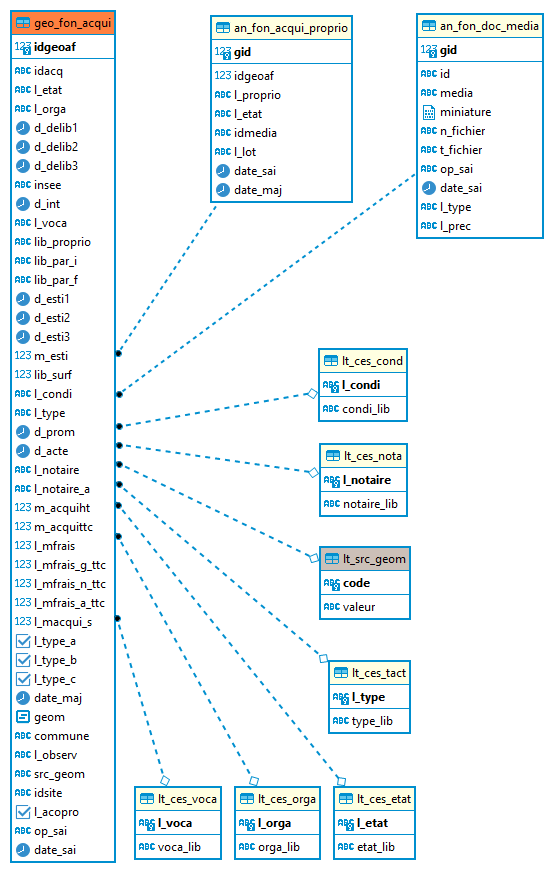 geo_fon_acqui
123 idgeoaf
ABC idacq
ABC l_etat
ABC l_orga
d_delib1
d_delib2
d_delib3
ABC insee
d_int
ABC l_voca
ABC lib_proprio
ABC lib_par_i
ABC lib_par_f
d_esti1
d_esti2
d_esti3
123 m_esti
123 lib_surf
ABC l_condi
ABC l_type
d_prom
d_acte
ABC l_notaire
ABC l_notaire_a
123 m_acquiht
123 m_acquittc
123 l_mfrais
123 l_mfrais_g_ttc
123 l_mfrais_n_ttc
123 l_mfrais_a_ttc
123 l_macqui_s
l_type_a
l_type_b
l_type_c
date_maj
geom
ABC commune
ABC l_observ
ABC src_geom
ABC idsite
l_acopro
ABC op_sai
date_sai
an_fon_acqui_proprio
123 gid
123 idgeoaf
ABC l_proprio
ABC l_etat
ABC idmedia
ABC l_lot
date_sai
date_maj
an_fon_doc_media
123 gid
ABC id
ABC media
miniature
ABC n_fichier
ABC t_fichier
ABC op_sai
date_sai
ABC l_type
ABC l_prec
lt_ces_cond
ABC l_condi
ABC condi_lib
lt_ces_nota
ABC l_notaire
ABC notaire_lib
lt_src_geom
ABC code
ABC valeur
lt_ces_tact
ABC l_type
ABC type_lib
lt_ces_voca
ABC l_voca
ABC voca_lib
lt_ces_orga
ABC l_orga
ABC orga_lib
lt_ces_etat
ABC l_etat
ABC etat_lib